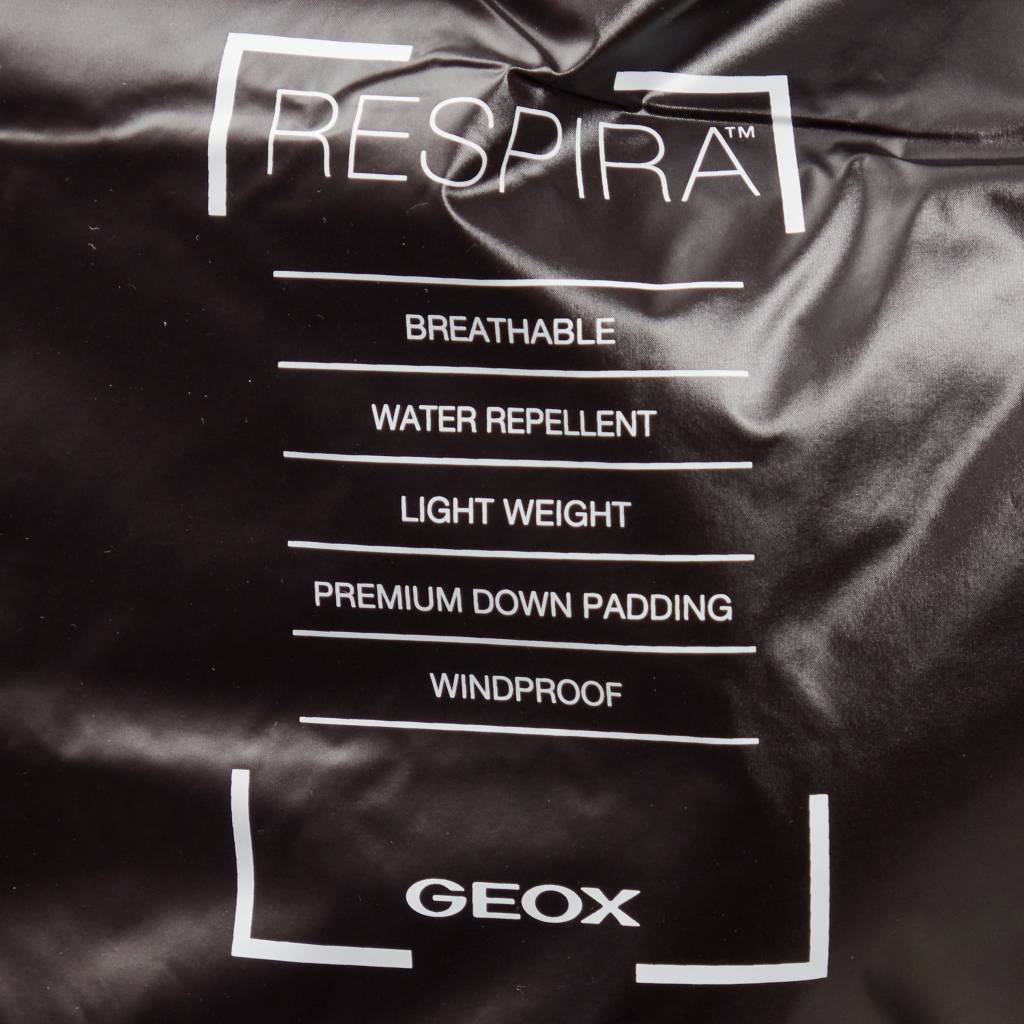 RESPIRA™
BREATHABLE
WATER REPELLENT
LIGHT WEIGHT
PREMIUM DOWN PADDING
WINDPROOF
GEOX